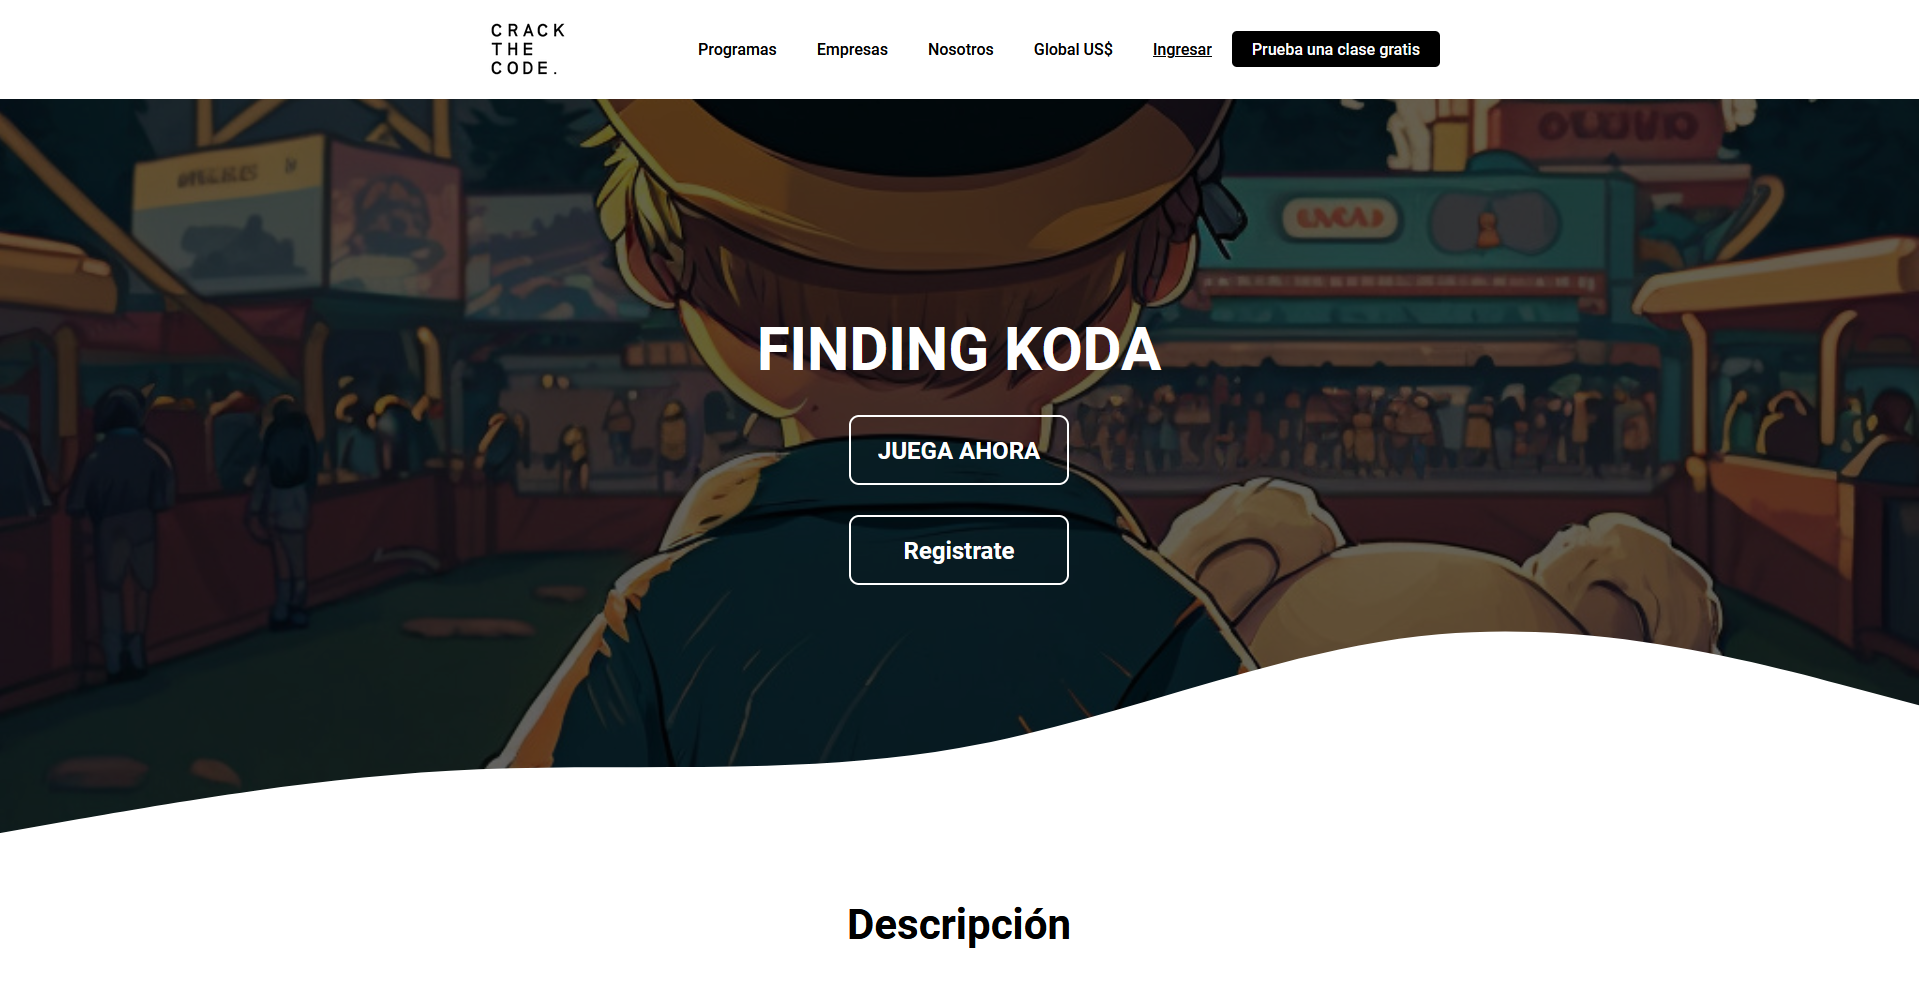 CRACK
THE
CODE.
Programas
Empresas
Nosotros
Global US$
Ingresar
Prueba una clase gratis
FINDING KODA
JUEGA AHORA
Registrate
Descripción